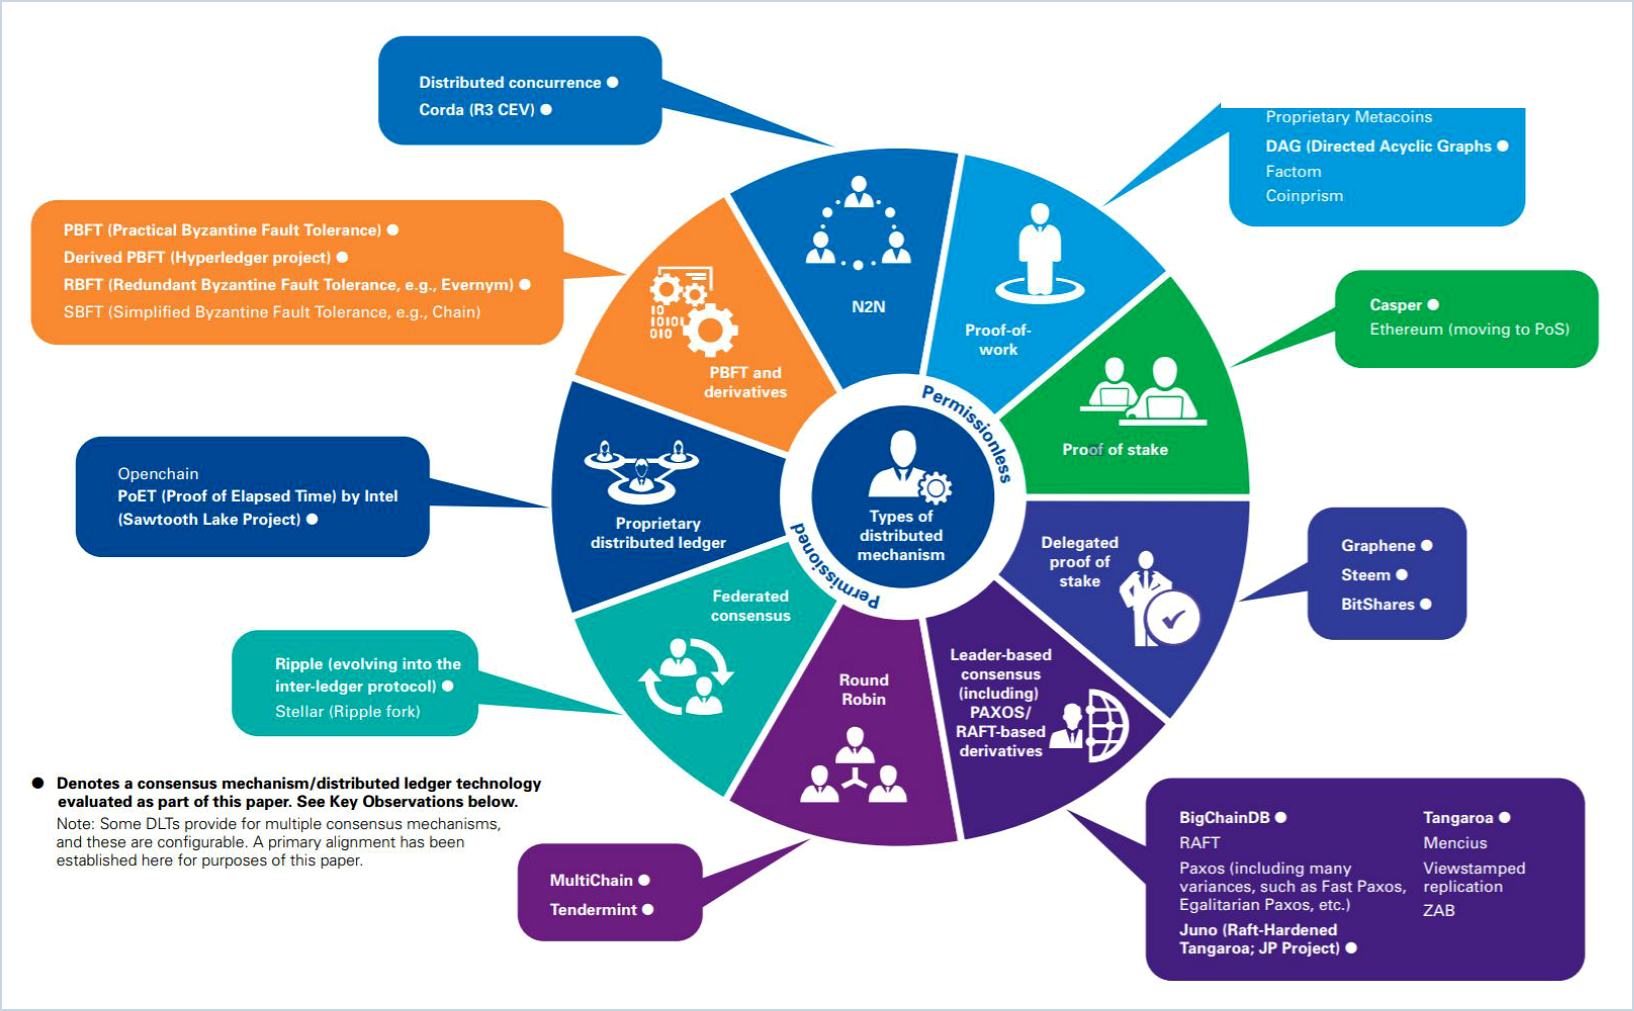 Distributed concurrence ●
Corda (R3 CEV) ●
Proprietary Metacoins
DAG (Directed Acyclic Graphs ●
Factom
Coinprism
PBFT (Practical Byzantine Fault Tolerance) ●
Derived PBFT (Hyperledger project) ●
RBFT (Redundant Byzantine Fault Tolerance, e.g., Evernym) ●
SBFT (Simplified Byzantine Fault Tolerance, e.g., Chain)
Casper ●
Ethereum (moving to PoS)
N2N
Proof-of-
work
PBFT and
derivatives
Proof of stake
Permissionless
Types of
distributed
mechanism
Permissioned
Openchain
PoET (Proof of Elapsed Time) by Intel
(Sawtooth Lake Project) ●
Proprietary
distributed ledger
Delegated
proof of
stake
Graphene ●
Steem ●
BitShares ●
Federated
consensus
Ripple (evolving into the
inter-ledger protocol) ●
Stellar (Ripple fork)
Round
Robin
Leader-based
consensus
(including)
PAXOS/
RAFT-based
derivatives
● Denotes a consensus mechanism/distributed ledger technology
evaluated as part of this paper. See Key Observations below.
Note: Some DLTs provide for multiple consensus mechanisms,
and these are configurable. A primary alignment has been
established here for purposes of this paper.
MultiChain ●
Tendermint ●
BigChainDB ●
RAFT
Paxos (including many
variances, such as Fast Paxos,
Egalitarian Paxos, etc.)
Juno (Raft-Hardened
Tangaroa; JP Project) ●
Tangaroa ●
Mencius
Viewstamped
replication
ZAB